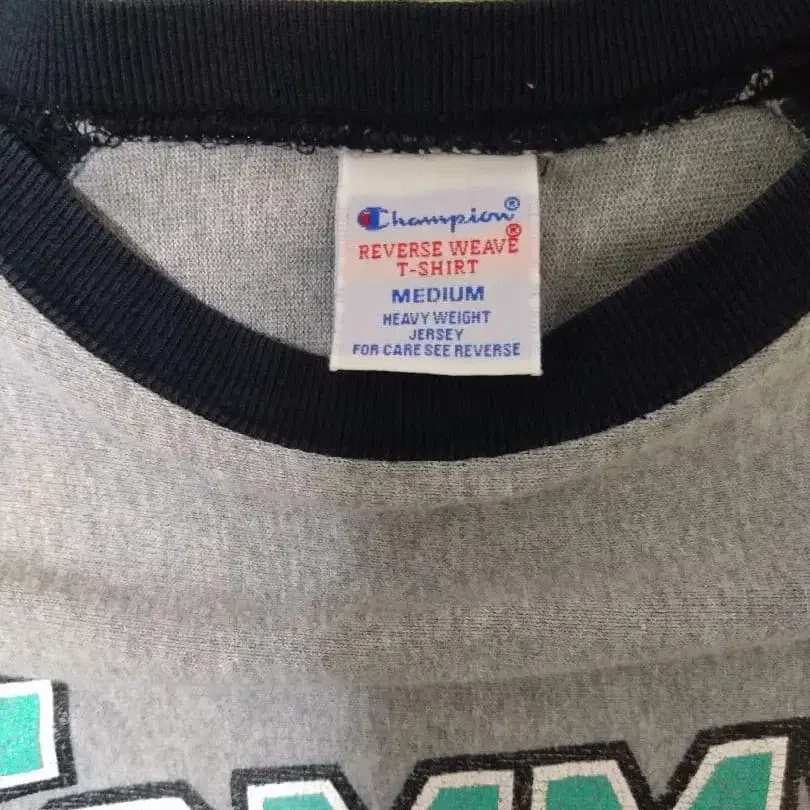 Champion®
REVERSE WEAVE®
T-SHIRT
MEDIUM
HEAVY WEIGHT
JERSEY
FOR CARE SEE REVERSE